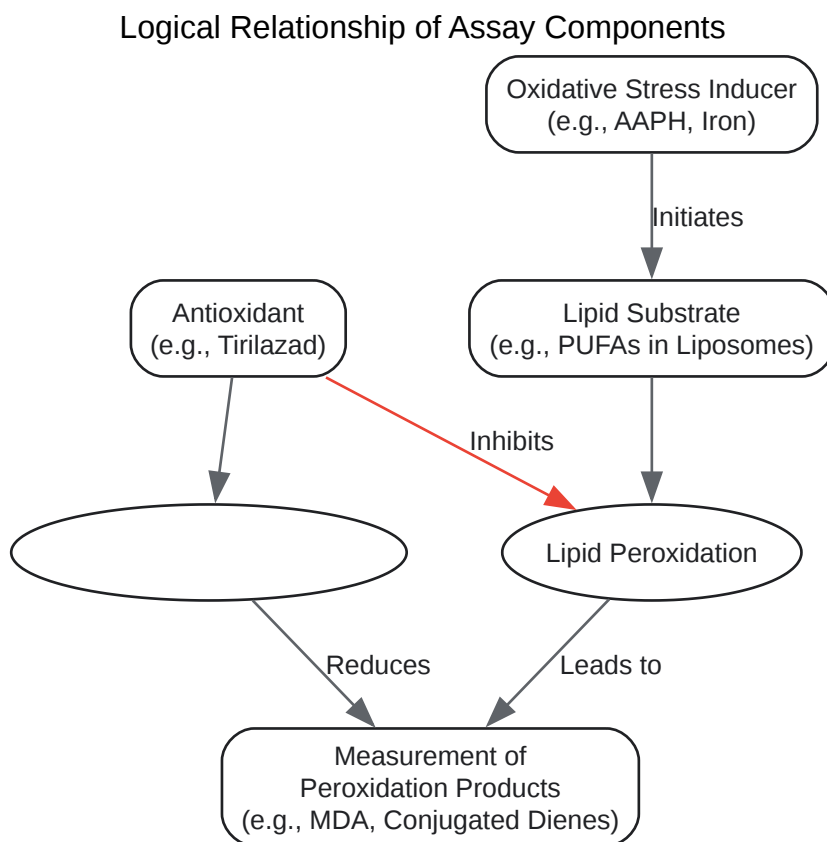 Logical Relationship of Assay Components
Oxidative Stress Inducer
(e.g., AAPH, Iron)
Initiates
Antioxidant
(e.g., Tirilazad)
Lipid Substrate
(e.g., PUFAs in Liposomes)
Inhibits
Lipid Peroxidation
Reduces
Leads to
Measurement of
Peroxidation Products
(e.g., MDA, Conjugated Dienes)